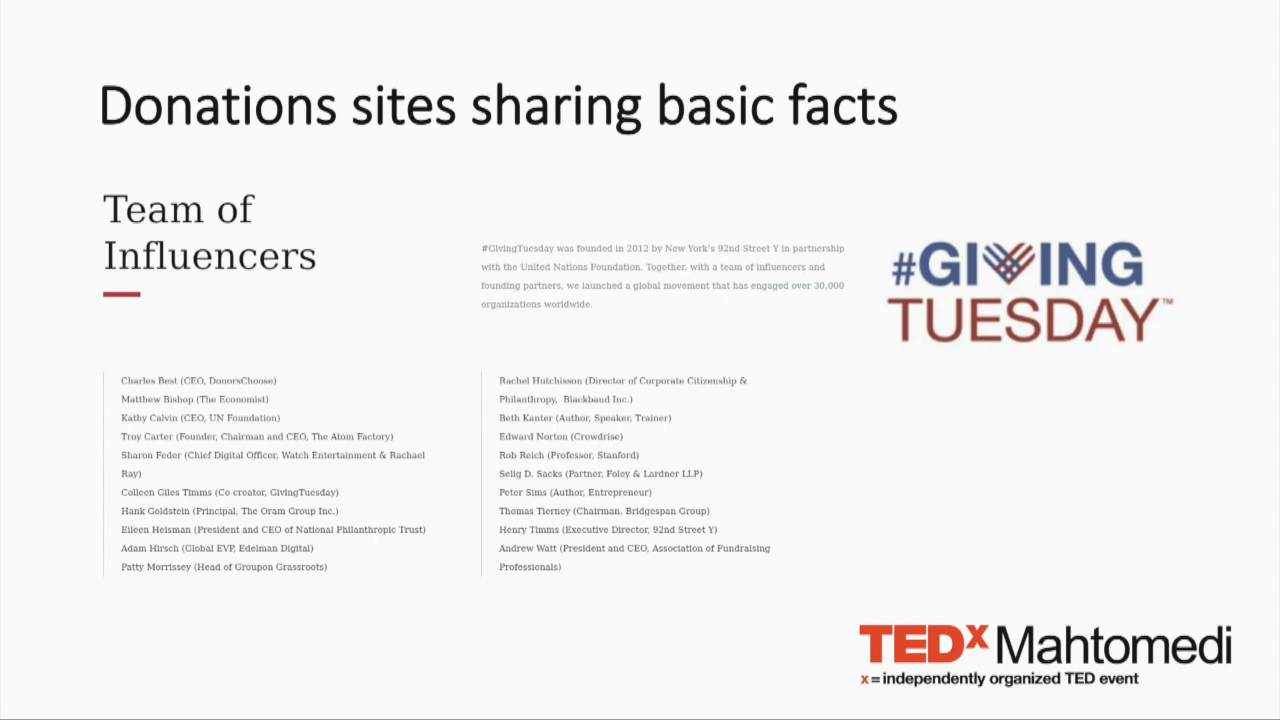 Donations sites sharing basic facts
Team of
Influencers
#GivingTuesday was founded in 2012 by New York's 92nd Street Y in partnership
with the United Nations Foundation. Together, with a team of influencers and
founding partners, we launched a global movement that has engaged over 30,000
organizations worldwide.
#GIVING
TUESDAY™
Charles Best (CEO, DonorsChoose)
Matthew Bishop (The Economist)
Kathy Calvin (CEO, UN Foundation)
Troy Carter (Founder, Chairman and CEO, The Atom Factory)
Sharon Feder (Chief Digital Officer, Watch Entertainment & Rachael
Ray)
Colleen Giles Timms (Co creator, GivingTuesday)
Hank Goldstein (Principal, The Oram Group Inc.)
Eileen Heisman (President and CEO of National Philanthropic Trust)
Adam Hirsch (Global EVP, Edelman Digital)
Patty Morrissey (Head of Groupon Grassroots)
Rachel Hutchisson (Director of Corporate Citizenship &
Philanthropy, Blackbaud Inc.)
Beth Kanter (Author, Speaker, Trainer)
Edward Norton (Crowdrise)
Rob Reich (Professor, Stanford)
Selig D. Sacks (Partner, Foley & Lardner LLP)
Peter Sims (Author, Entrepreneur)
Thomas Tierney (Chairman, Bridgespan Group)
Henry Timms (Executive Director, 92nd Street Y)
Andrew Watt (President and CEO, Association of Fundraising
Professionals)
TEDx Mahtomedi
x = independently organized TED event